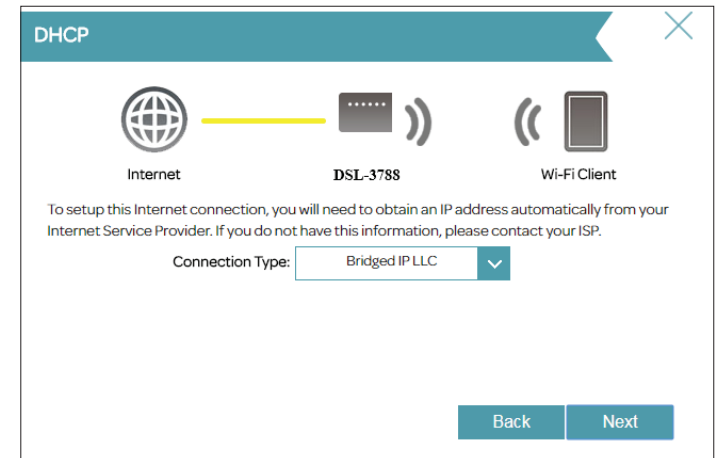 DHCP
Internet
DSL-3788
Wi-Fi Client
To setup this Internet connection, you will need to obtain an IP address automatically from your
Internet Service Provider. If you do not have this information, please contact your ISP.
Connection Type: Bridged IP LLC
Back Next